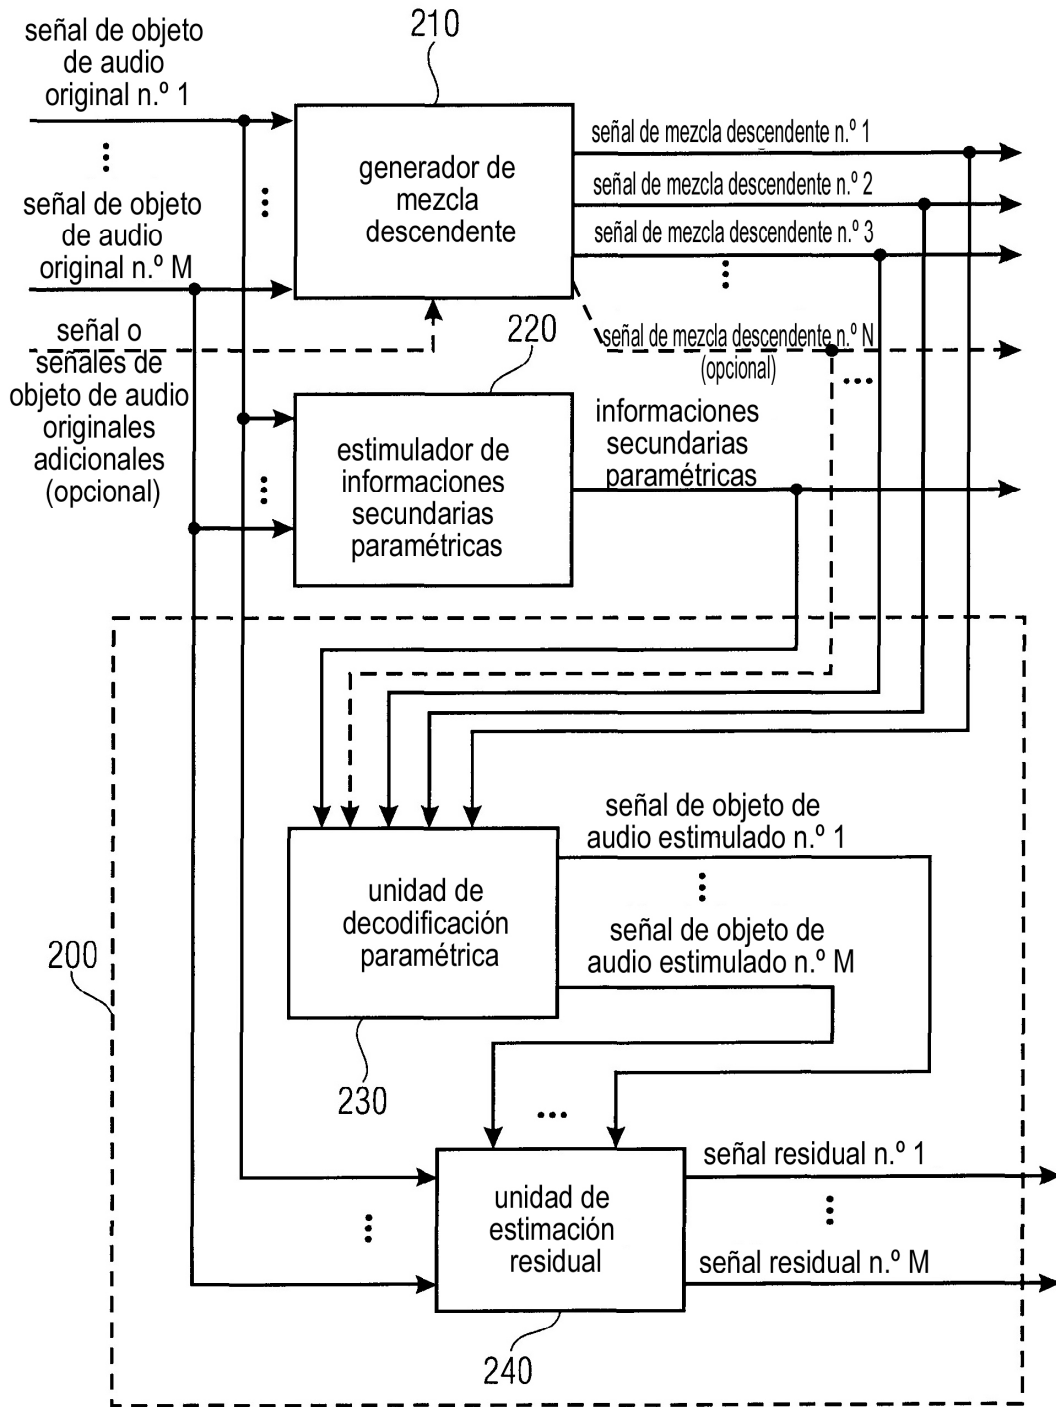 señal de objeto
de audio
original n.º 1
210
señal de objeto
de audio
original n.º M
generador de
mezcla
descendente
señal de mezcla descendente n.º 1
señal de mezcla descendente n.º 2
señal de mezcla descendente n.º 3
señal de mezcla descendente n.º N
(opcional)
señal o
señales de
objeto de audio
originales
adicionales
(opcional)
220
estimulador de
informaciones
secundarias
paramétricas
informaciones
secundarias
paramétricas
200
unidad de
decodificación
paramétrica
230
señal de objeto de
audio estimulado n.º 1
señal de objeto de
audio estimulado n.º M
unidad de
estimación
residual
240
señal residual n.º 1
señal residual n.º M